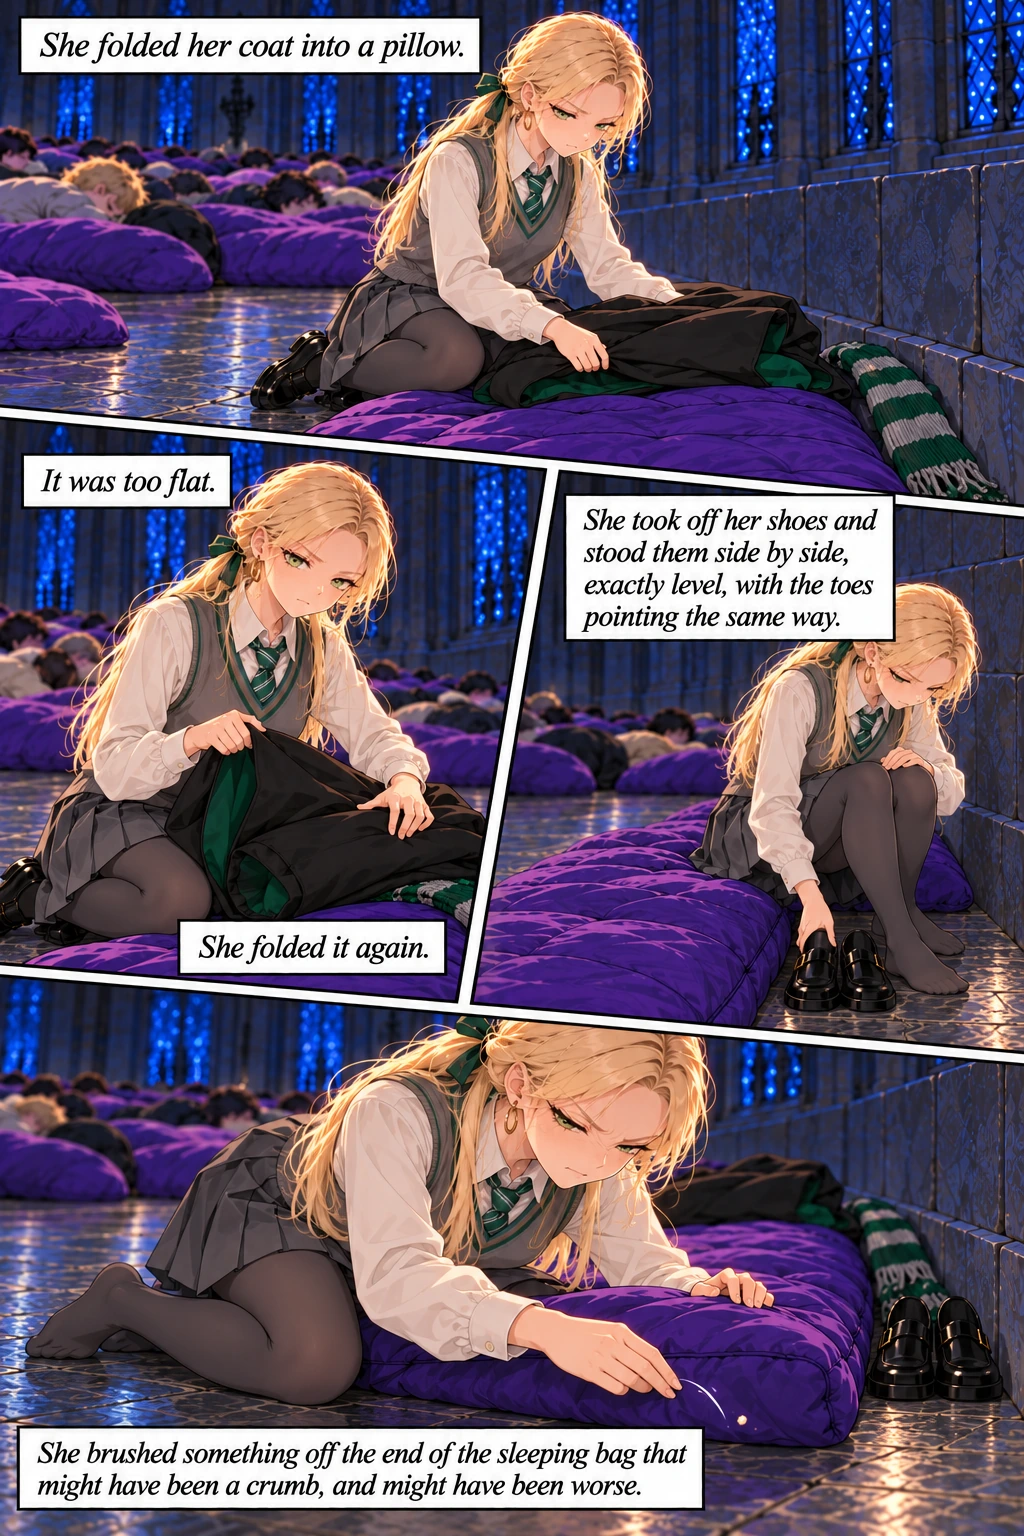 She folded her coat into a pillow.
It was too flat.
She folded it again.
She took off her shoes and
stood them side by side,
exactly level, with the toes
pointing the same way.
She brushed something off the end of the sleeping bag that
might have been a crumb, and might have been worse.